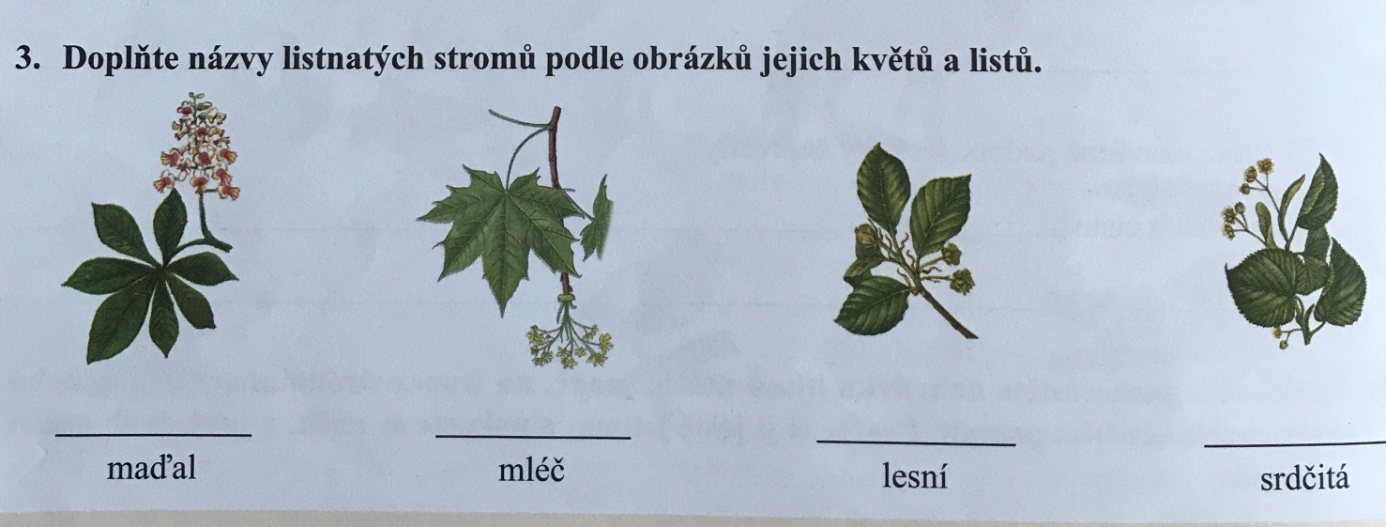 3. Doplňte názvy listnatých stromů podle obrázků jejich květů a listů.
maďal mléč lesní srdčitá